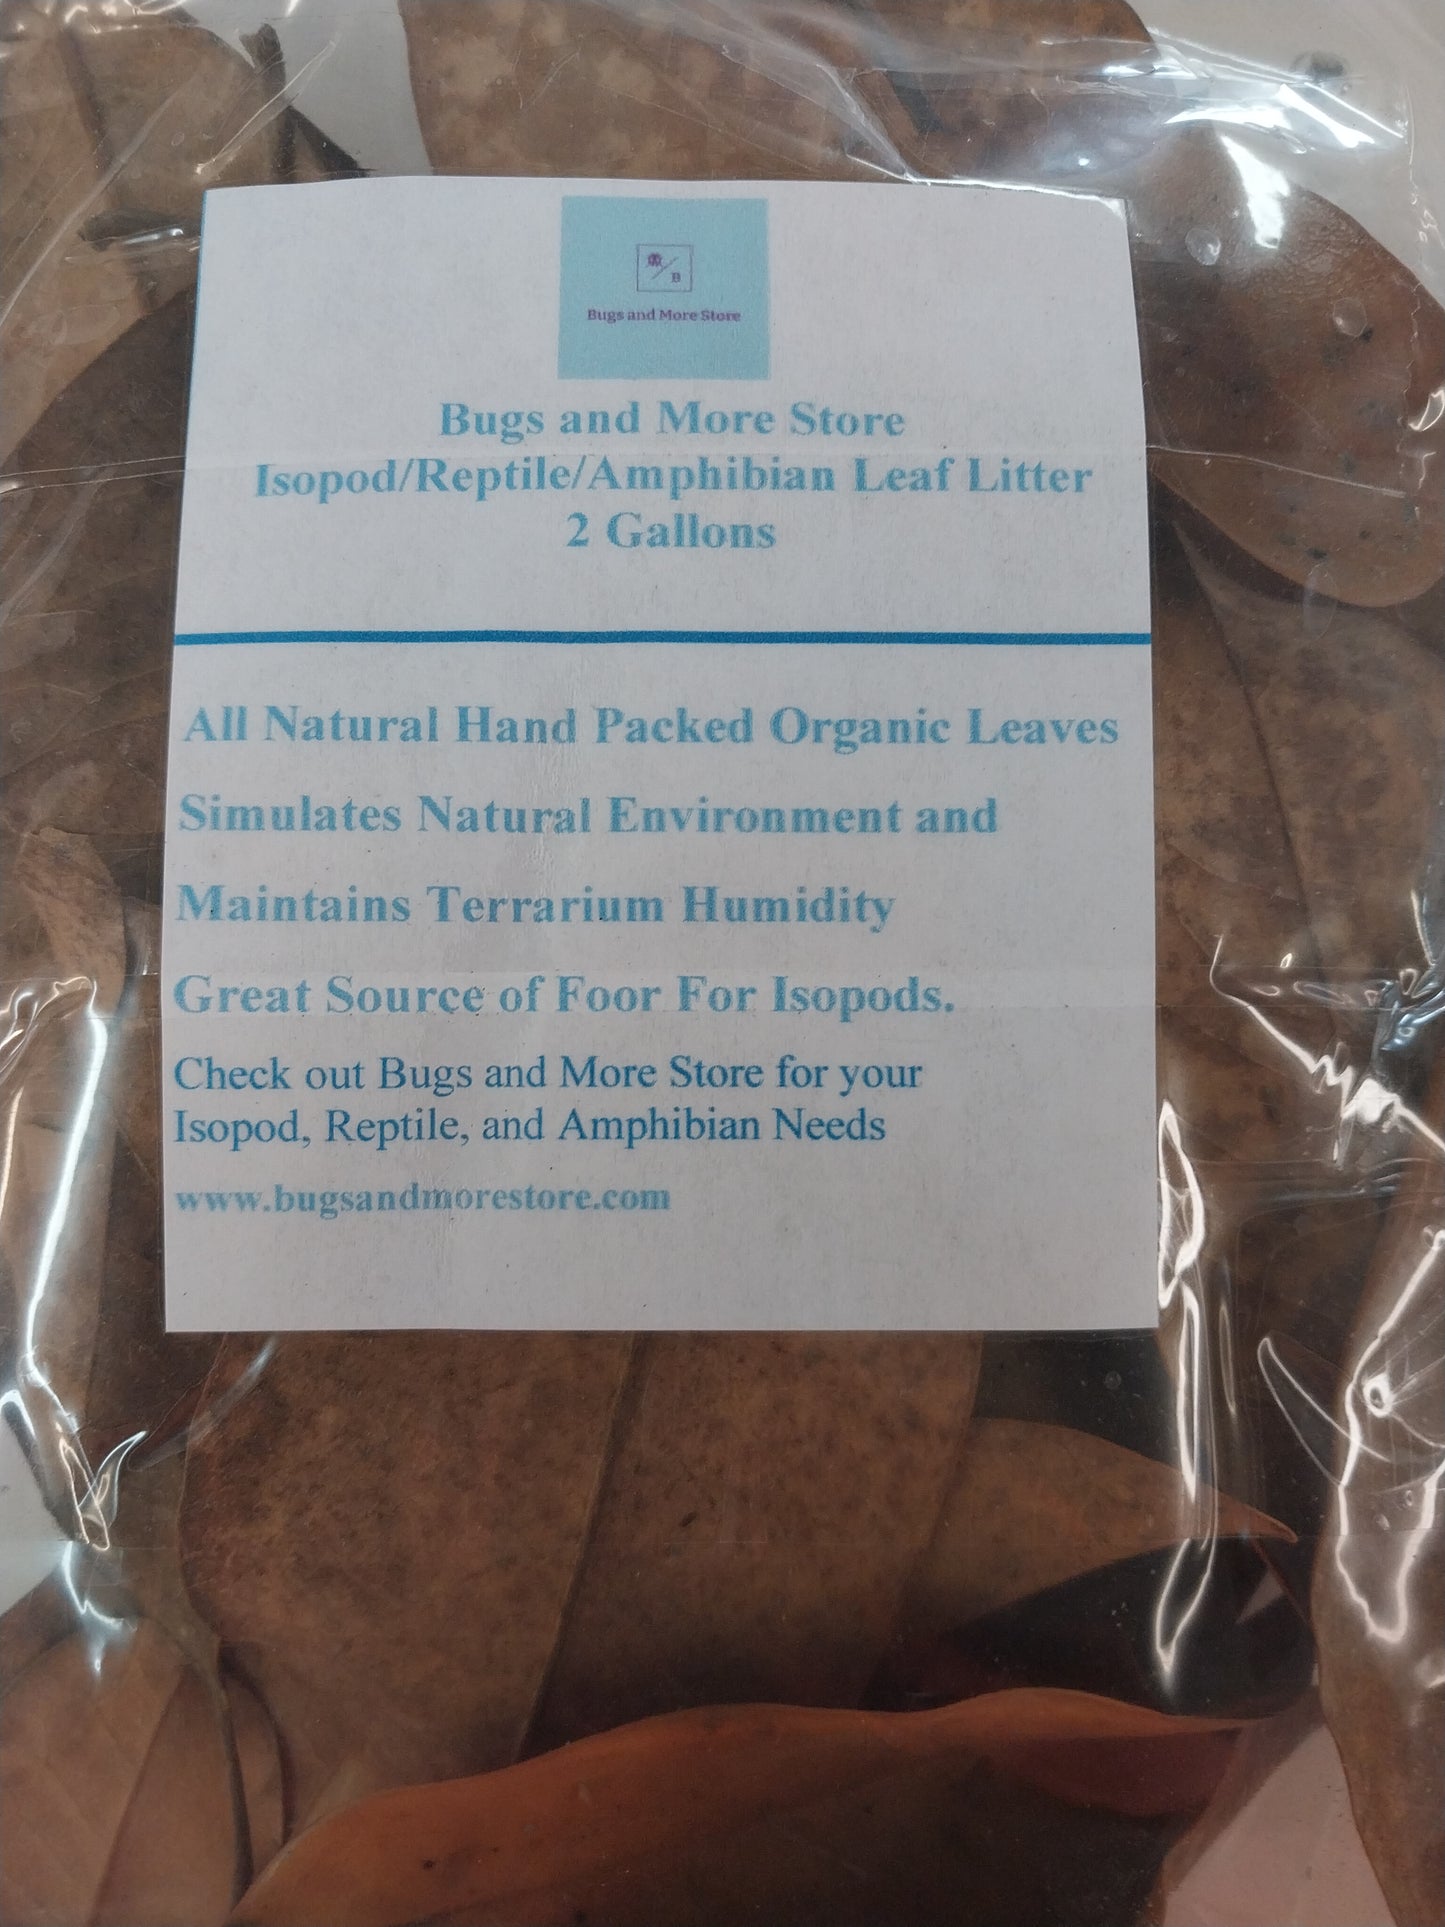 B
Bugs and More Store
Bugs and More Store
Isopod/Reptile/Amphibian Leaf Litter
2 Gallons
All Natural Hand Packed Organic Leaves
Simulates Natural Environment and
Maintains Terrarium Humidity
Great Source of Foor For Isopods.
Check out Bugs and More Store for your
Isopod, Reptile, and Amphibian Needs
www.bugsandmorestore.com